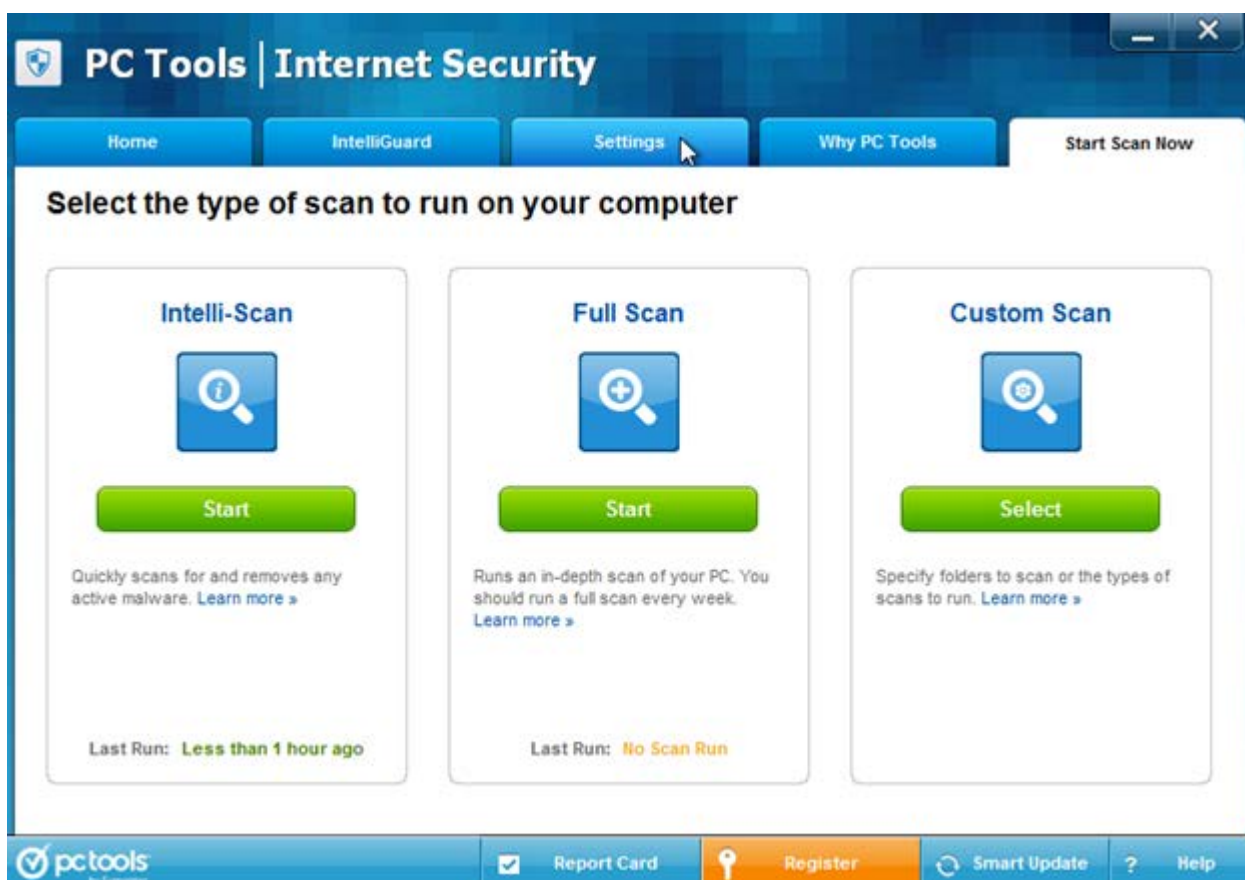 PC Tools | Internet Security
Home
IntelliGuard
Settings
Why PC Tools
Start Scan Now
Select the type of scan to run on your computer
Intelli-Scan
Start
Quickly scans for and removes any
active malware. Learn more »
Last Run: Less than 1 hour ago
Full Scan
Start
Runs an in-depth scan of your PC. You
should run a full scan every week.
Learn more »
Last Run: No Scan Run
Custom Scan
Select
Specify folders to scan or the types of
scans to run. Learn more »
pctools
Report Card
Register
Smart Update
? Help